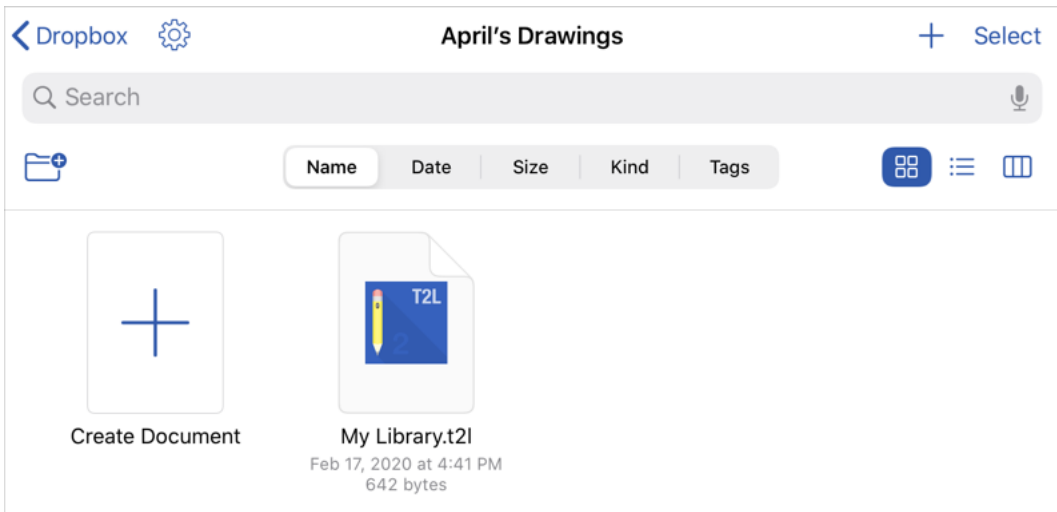 Dropbox
April's Drawings
Select
Search
Name Date Size Kind Tags
T2L
2
Create Document
My Library.t2l
Feb 17, 2020 at 4:41 PM
642 bytes